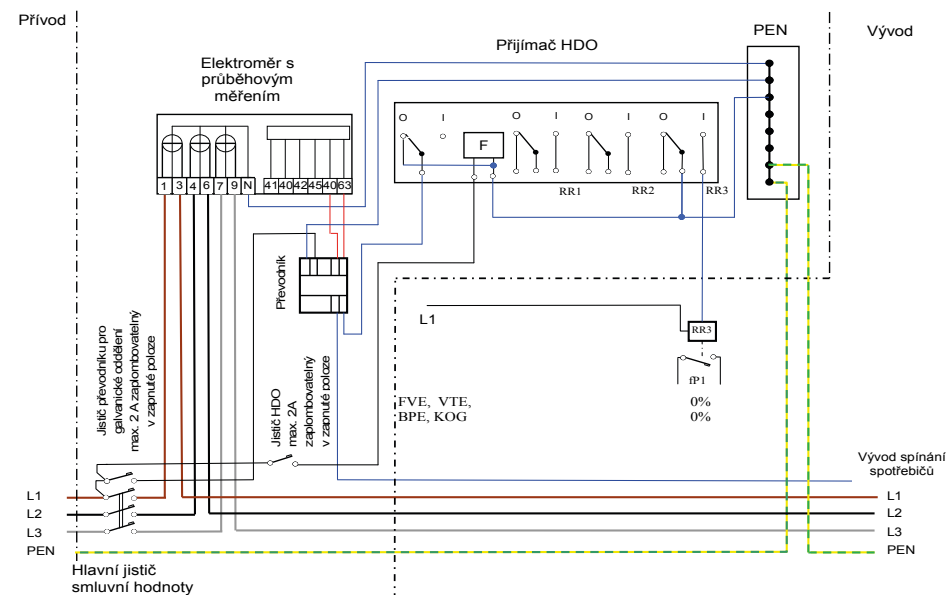 Přívod
PEN
Vývod
Přijímač HDO
Elektroměr s
průběhovým
měřením
O
I
F
O
I
O
I
O
I
RR1
RR2
RR3
1
3
4
6
7
9
N
41
40
42
45
40
63
Převodník
L1
RR3
fP1
0%
0%
FVE, VTE,
BPE, KOG
Jistič převodníku pro
galvanické oddělení
max. 2 A zaplombovatelný
v zapnuté poloze
Jistič HDO
max. 2A
zaplombovatelný
v zapnuté poloze
Vývod spínání
spotřebičů
L1
L1
L2
L2
L3
L3
PEN
PEN
Hlavní jistič
smluvní hodnoty